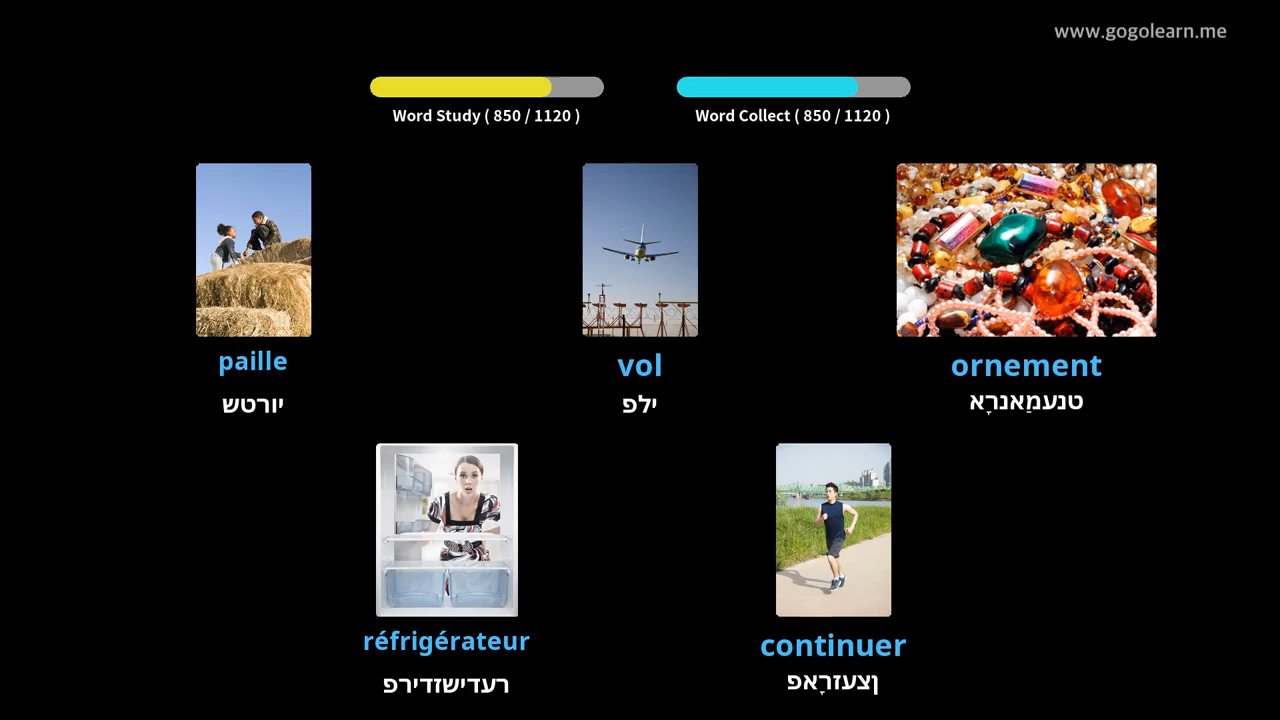 www.gogolearn.me
Word Study ( 850 / 1120 )
Word Collect ( 850 / 1120 )
paille
יורטש
vol
ילפ
ornement
טנעמַאנרָא
réfrigérateur
רעדישזדירפ
continuer
ןצעזרָאפ